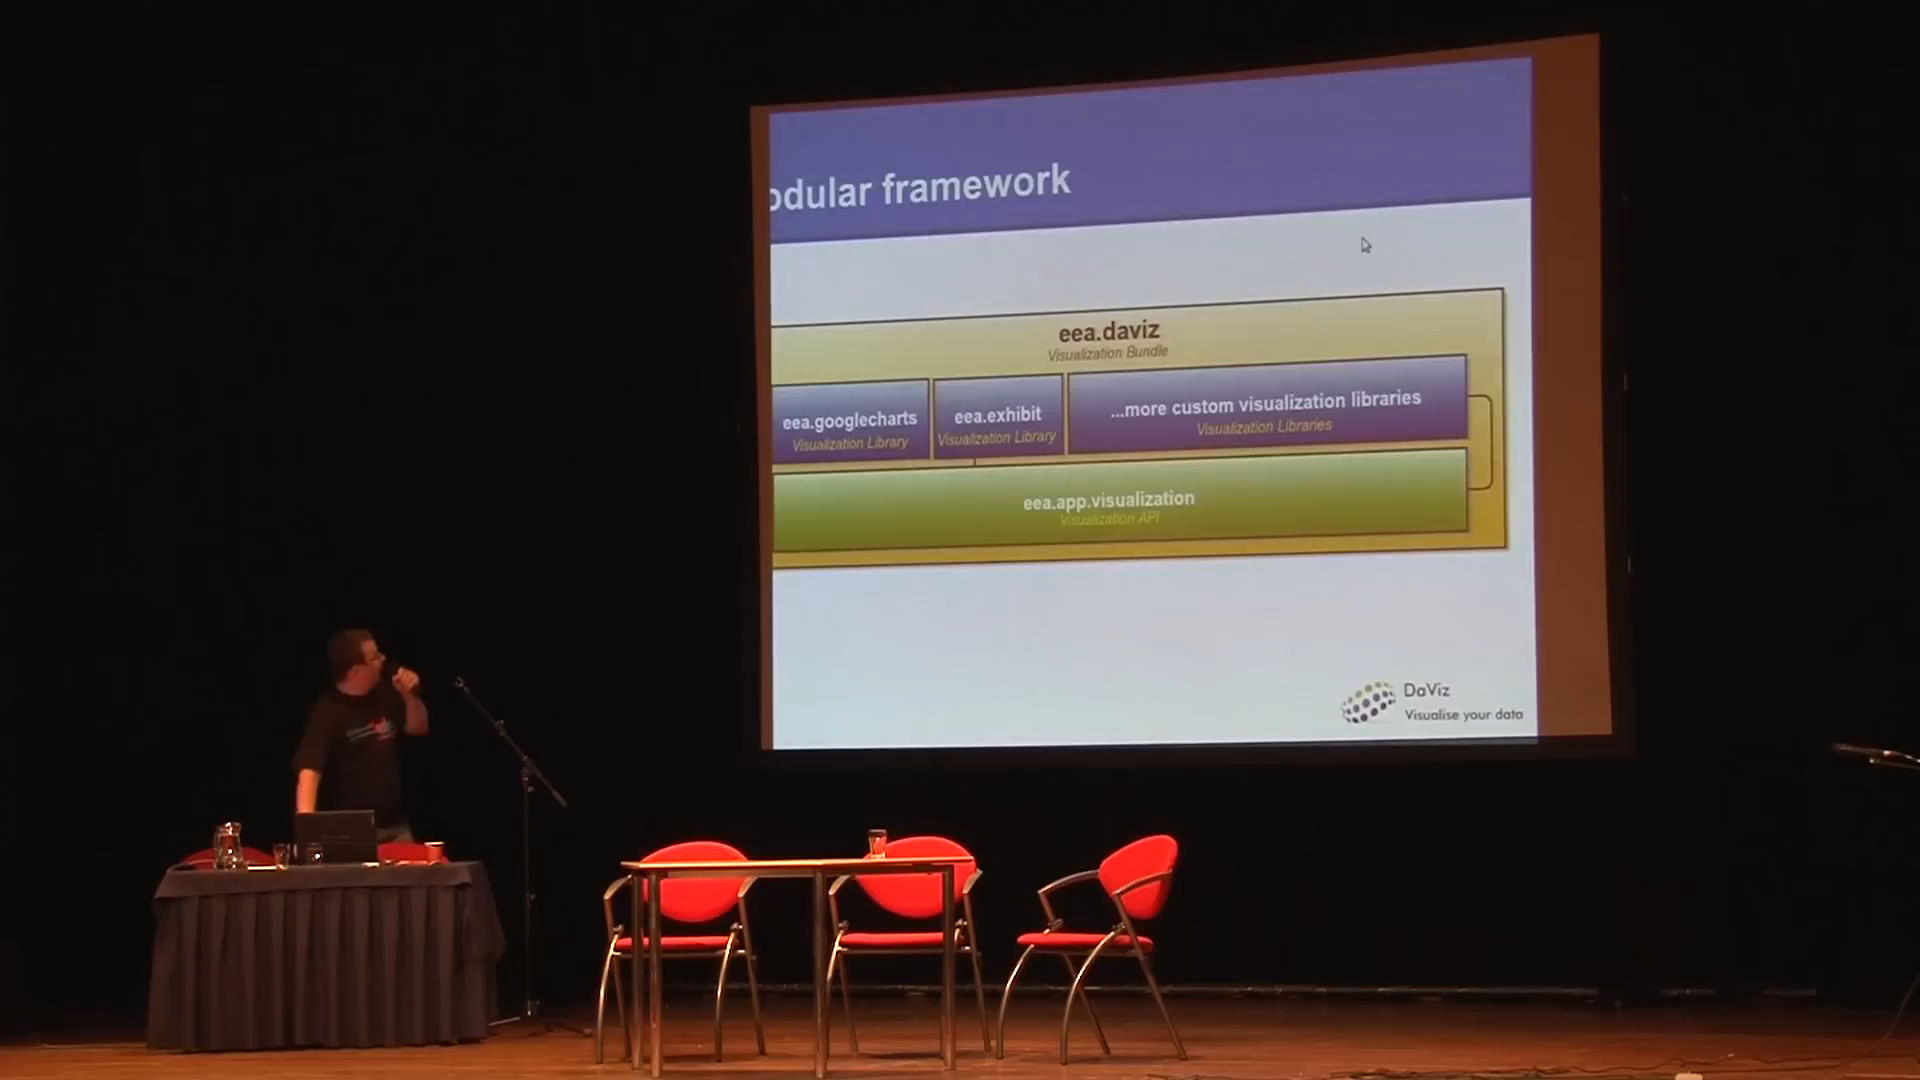 odular framework
eea.daviz
Visualization Bundle
eea.googlecharts
Visualization Library
eea.exhibit
Visualization Library
...more custom visualization libraries
Visualization Libraries
eea.app.visualization
Visualization API
DaViz
Visualise your data